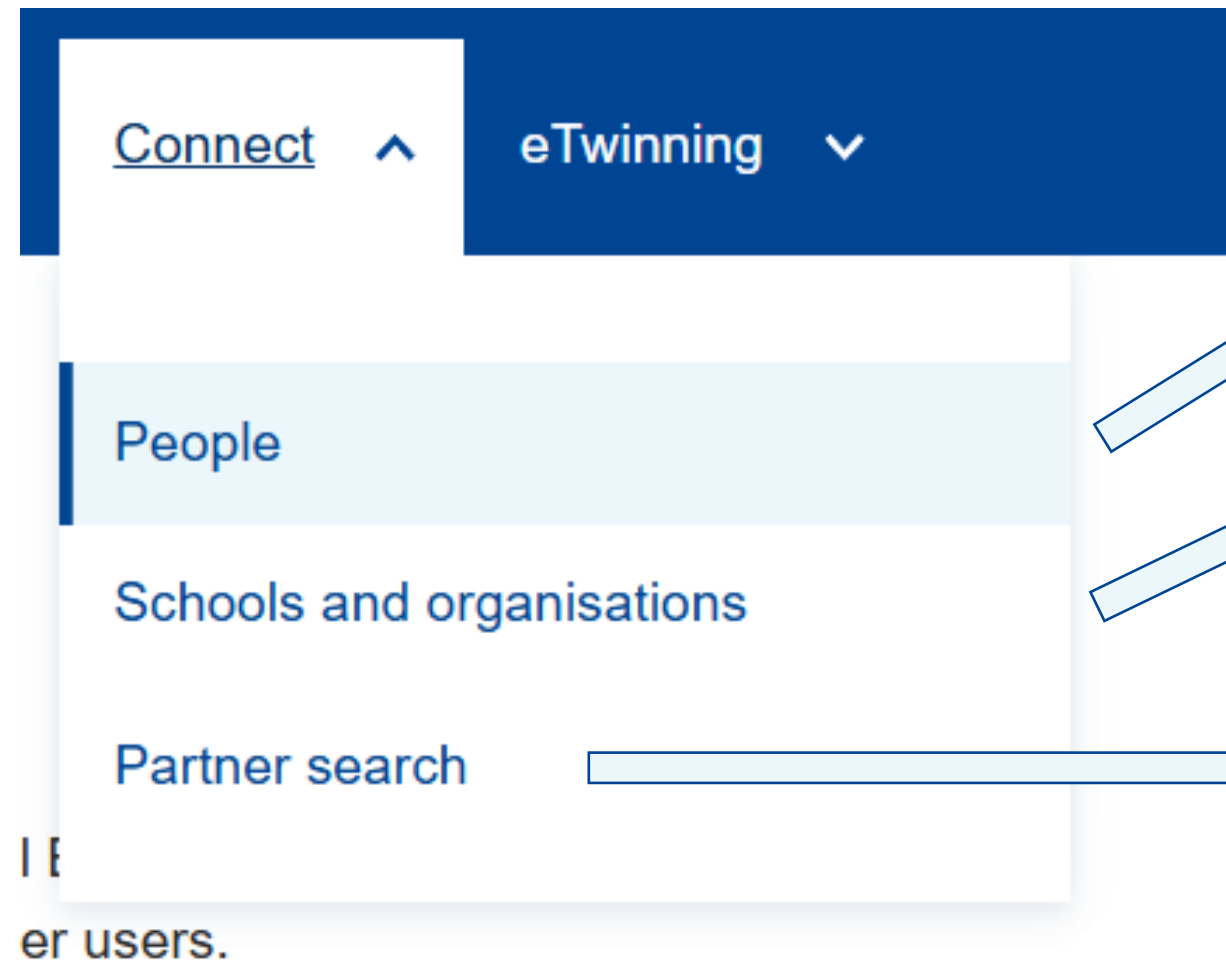 Connect eTwinning
People
Schools and organisations
Partner search
er users.